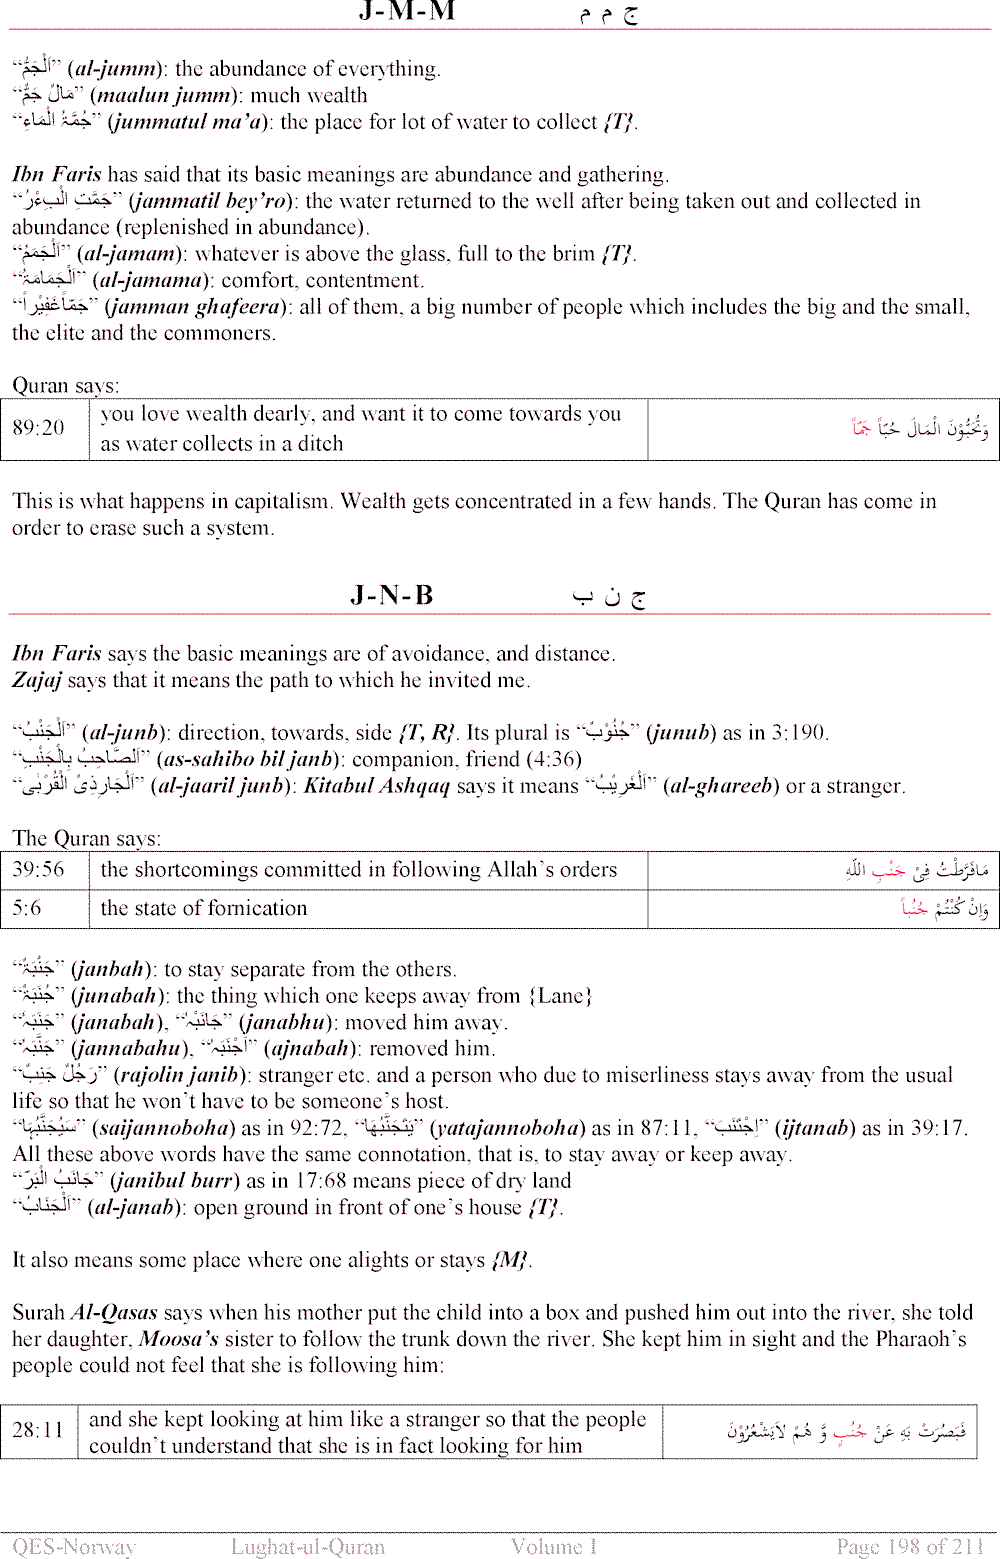 J-M-M ج م م
“اَلْجَمُّ” (al-jumm): the abundance of everything.
“مَالٌ جَمٌّ” (maalun jumm): much wealth
“جُمَّۃُ الْمَاءِ” (jummatul ma’a): the place for lot of water to collect {T}.
Ibn Faris has said that its basic meanings are abundance and gathering.
“جَمَّتِ الْبِءْرُ” (jammatil bey’ro): the water returned to the well after being taken out and collected in
abundance (replenished in abundance).
“اَلْجَمَمُ” (al-jamam): whatever is above the glass, full to the brim {T}.
“اَلْجَمَامَۃُ” (al-jamama): comfort, contentment.
“جَمّاً غَفِیْراً” (jamman ghafeera): all of them, a big number of people which includes the big and the small,
the elite and the commoners.
Quran says:
89:20 you love wealth dearly, and want it to come towards you
as water collects in a ditch
وَتُحِبُّوْنَ الْمَالَ حُبّاً جَمّاً
This is what happens in capitalism. Wealth gets concentrated in a few hands. The Quran has come in
order to erase such a system.
J-N-B ج ن ب
Ibn Faris says the basic meanings are of avoidance, and distance.
Zajaj says that it means the path to which he invited me.
“اَلْجَنْبُ” (al-junb): direction, towards, side {T, R}. Its plural is “جُنُوْبٌ” (junub) as in 3:190.
“اَلصَّاحِبُ بِالْجَنْبِ” (as-sahibo bil janb): companion, friend (4:36)
“اَلْجَارِذِیْ الْقُرْبٰی” (al-jaaril junb): Kitabul Ashqaq says it means “اَلْغَرِیْبُ” (al-ghareeb) or a stranger.
The Quran says:
39:56 the shortcomings committed in following Allah’s orders مَافَرَّطْتُ فِیْ جَنْبِ اللّٰہِ
5:6 the state of fornication وَاِنْ کُنْتُمْ جُنُباً
“جَنْبَۃٌ” (janbah): to stay separate from the others.
“جُنَبَۃٌ” (junabah): the thing which one keeps away from {Lane}
“جَنَبَہٗ” (janabah), “جَانَبَہٗ” (janabhu): moved him away.
“جَنَّبَہٗ” (jannabahu), “اَجْنَبَہٗ” (ajnabah): removed him.
“رَجُلٌ جَنِبٌ” (rajolin janib): stranger etc. and a person who due to miserliness stays away from the usual
life so that he won’t have to be someone’s host.
“سَیُجَنَّبُہَا” (saijannoboha) as in 92:72, “یَتَجَنَّبُہَا” (yatajannoboha) as in 87:11, “اِجْتَنَبَ” (ijtanab) as in 39:17.
All these above words have the same connotation, that is, to stay away or keep away.
“جَانَبُ الْبَرِّ” (janibul burr) as in 17:68 means piece of dry land
“اَلْجَنَابُ” (al-janab): open ground in front of one’s house {T}.
It also means some place where one alights or stays {M}.
Surah Al-Qasas says when his mother put the child into a box and pushed him out into the river, she told
her daughter, Moosa’s sister to follow the trunk down the river. She kept him in sight and the Pharaoh’s
people could not feel that she is following him:
28:11 and she kept looking at him like a stranger so that the people
couldn’t understand that she is in fact looking for him
فَبَصُرَتْ بِہٖ عَنْ جُنُبٍ وَّ ھُمْ لاَیَشْعُرُوْنَ
QES-Norway Lughat-ul-Quran Volume I Page 198 of 211